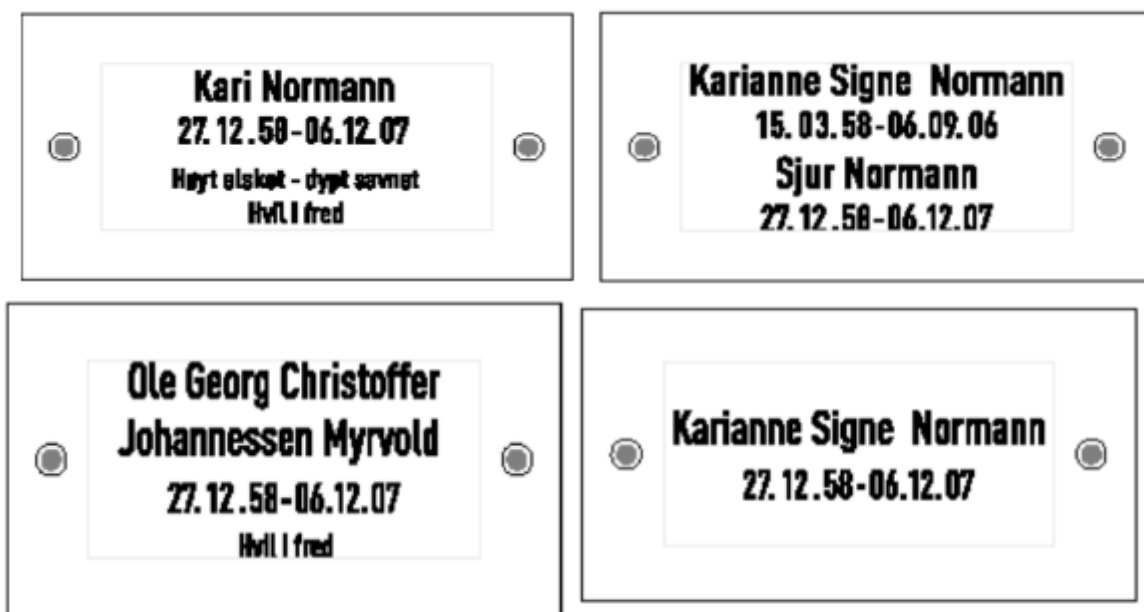 Kari Normann
27.12.58-06.12.07
Høyt elsket - dypt savnet
Hvil i fred
Karianne Signe Normann
15.03.58-06.09.06
Sjur Normann
27.12.58-06.12.07
Ole Georg Christoffer
Johannessen Myrvold
27.12.58-06.12.07
Hvil i fred
Karianne Signe Normann
27.12.58-06.12.07